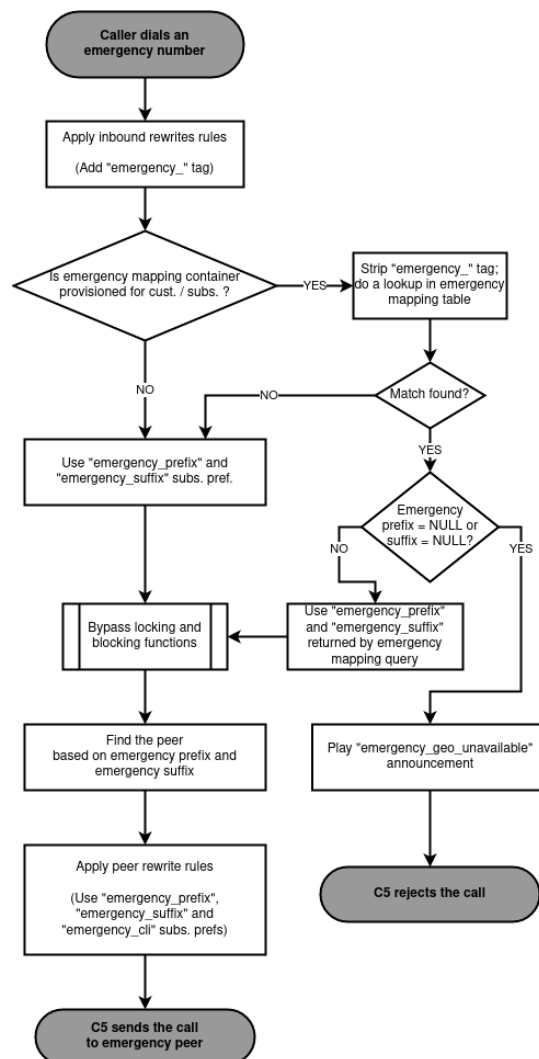 Caller dials an
emergency number
Apply inbound rewrites rules
(Add "emergency_" tag)
Is emergency mapping container
provisioned for cust. / subs. ?
YES
Strip "emergency_" tag;
do a lookup in emergency
mapping table
NO
NO
Match found?
YES
Use "emergency_prefix" and
"emergency_suffix" subs. pref.
Emergency
prefix = NULL or
suffix = NULL?
NO
YES
Bypass locking and
blocking functions
Use "emergency_prefix"
and "emergency_suffix"
returned by emergency
mapping query
Find the peer
based on emergency prefix and
emergency suffix
Play "emergency_geo_unavailable"
announcement
Apply peer rewrite rules
(Use "emergency_prefix",
"emergency_suffix" and
"emergency_cli" subs. prefs)
C5 rejects the call
C5 sends the call
to emergency peer